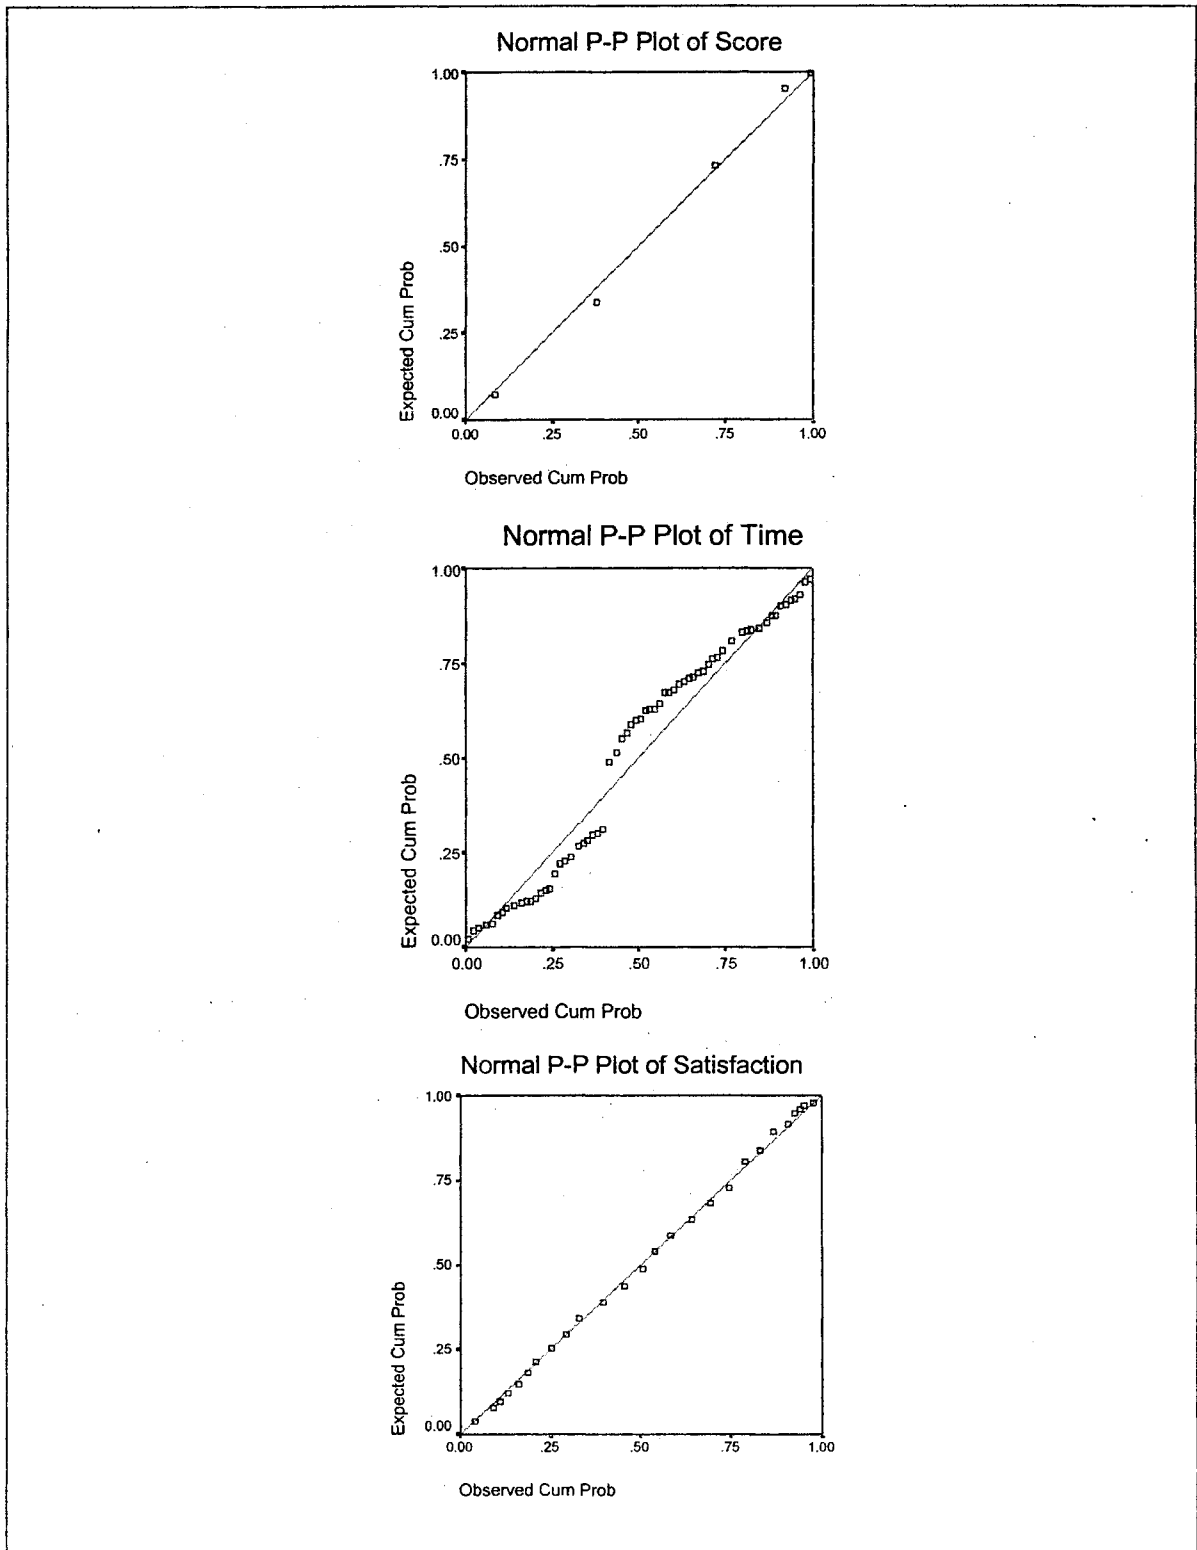 Normal P-P Plot of Score
1.00
.75
.50
.25
0.00
Expected Cum Prob
0.00 .25 .50 .75 1.00
Observed Cum Prob
Normal P-P Plot of Time
1.00
.75
.50
.25
0.00
Expected Cum Prob
0.00 .25 .50 .75 1.00
Observed Cum Prob
Normal P-P Plot of Satisfaction
1.00
.75
.50
.25
0.00
Expected Cum Prob
0.00 .25 .50 .75 1.00
Observed Cum Prob